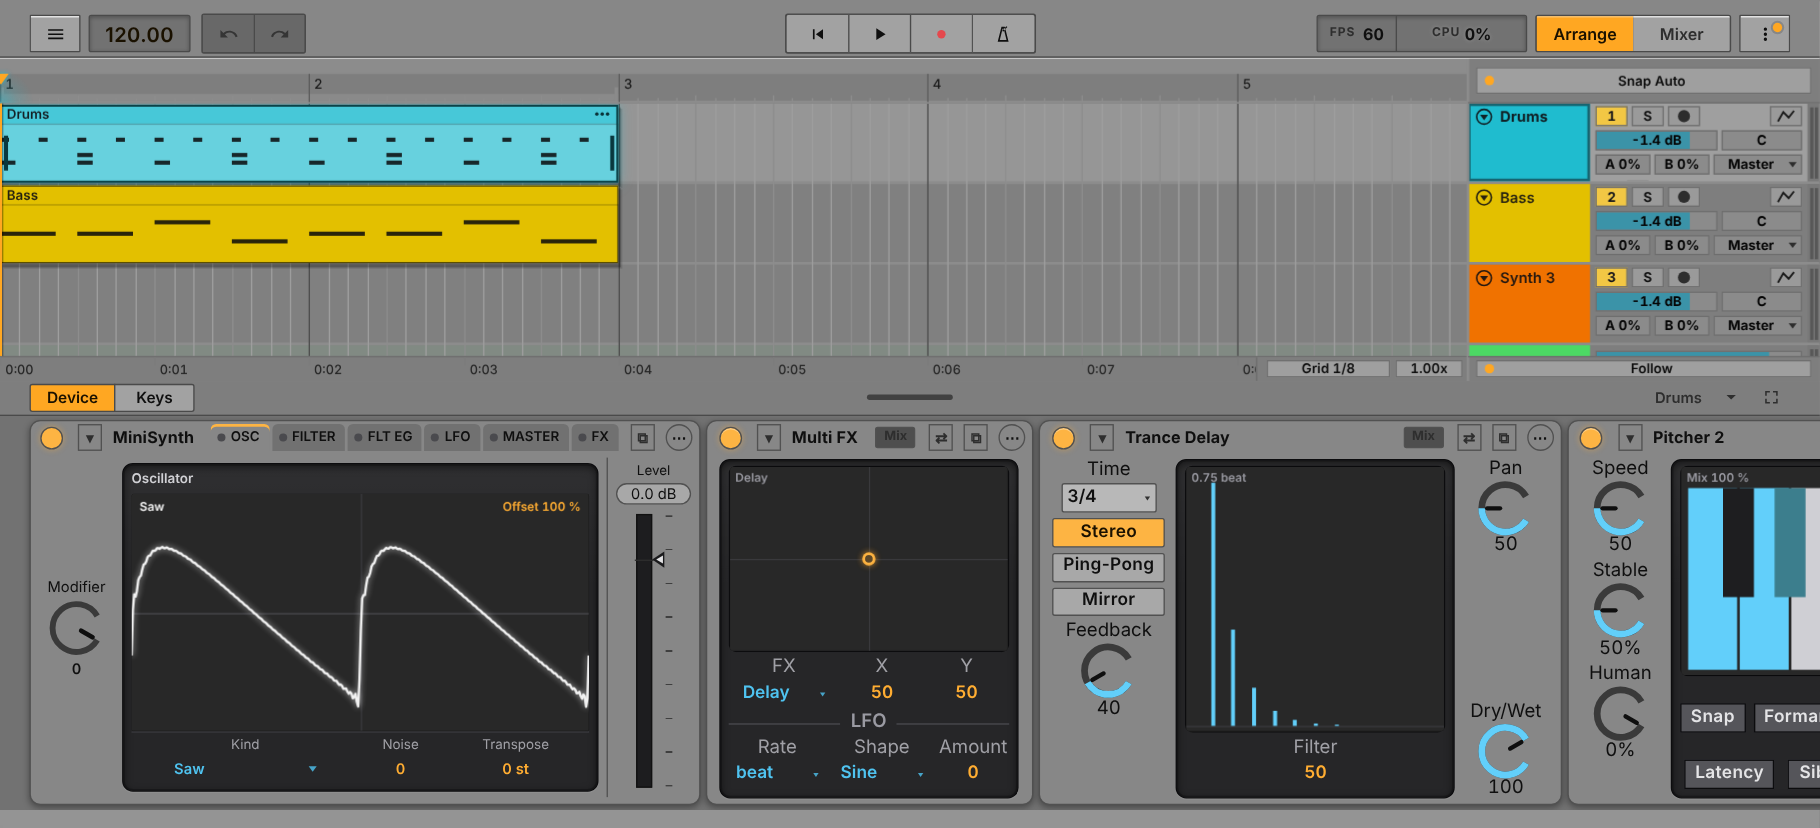 120.00
FPS 60 CPU 0%
Arrange Mixer
1 2 3 4 5
Snap Auto
Drums
Bass
Drums 1 S
-1.4 dB C
A 0% B 0% Master
Bass 2 S
-1.4 dB C
A 0% B 0% Master
Synth 3 3 S
-1.4 dB C
A 0% B 0% Master
0:00 0:01 0:02 0:03 0:04 0:05 0:06 0:07 Grid 1/8 1.00x Follow
Device Keys Drums
MiniSynth OSC FILTER FLT EG LFO MASTER FX
Oscillator
Saw Offset 100 %
Modifier
0
Kind Noise Transpose
Saw 0 0 st
Level
0.0 dB
Multi FX Mix
Delay
FX X Y
Delay 50 50
LFO
Rate Shape Amount
beat Sine 0
Trance Delay Mix
Time
3/4
Stereo
Ping-Pong
Mirror
Feedback
40
0.75 beat
Filter
50
Pan
50
Dry/Wet
100
Pitcher 2
Speed
50
Stable
50%
Human
0%
Mix 100 %
Snap Forma
Latency Sib